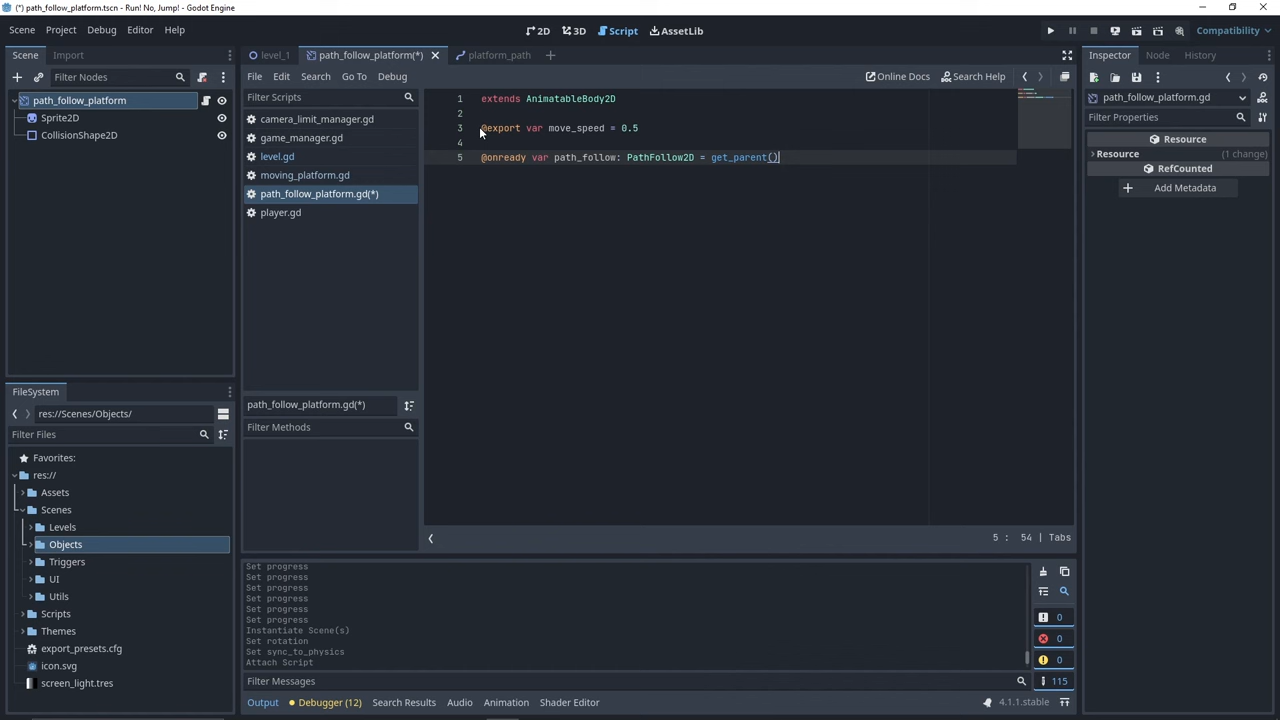 (*) path_follow_platform.tscn - Run! No, Jump! - Godot Engine
Scene Project Debug Editor Help
2D 3D Script AssetLib
Compatibility
Scene Import
level_1 path_follow_platform(*) platform_path
Inspector Node History
Filter Nodes
File Edit Search Go To Debug
Online Docs Search Help
path_follow_platform
Sprite2D
CollisionShape2D
Filter Scripts
camera_limit_manager.gd
game_manager.gd
level.gd
moving_platform.gd
path_follow_platform.gd(*)
player.gd
path_follow_platform.gd(*)
Filter Methods
1 extends AnimatableBody2D
2
3 @export var move_speed = 0.5
4
5 @onready var path_follow: PathFollow2D = get_parent()
5 : 54 | Tabs
path_follow_platform.gd
Filter Properties
Resource
Resource (1 change)
RefCounted
Add Metadata
FileSystem
res://Scenes/Objects/
Filter Files
Favorites:
res://
Assets
Scenes
Levels
Objects
Triggers
UI
Utils
Scripts
Themes
export_presets.cfg
icon.svg
screen_light.tres
Set progress
Set progress
Set progress
Set progress
Set progress
Set progress
Instantiate Scene(s)
Set rotation
Set sync_to_physics
Attach Script
0
0
0
115
Filter Messages
Output Debugger (12) Search Results Audio Animation Shader Editor
4.1.1.stable